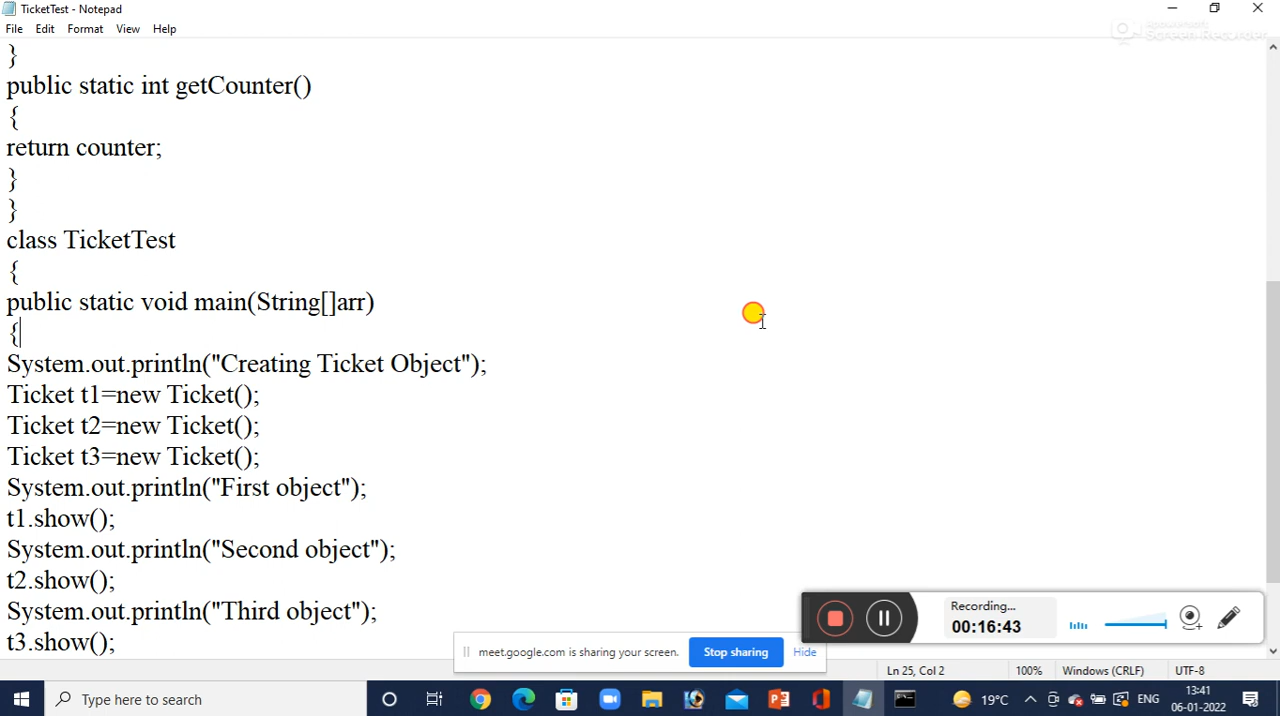 TicketTest - Notepad
File Edit Format View Help
}
public static int getCounter()
{
return counter;
}
}
class TicketTest
{
public static void main(String[]arr)
{
System.out.println("Creating Ticket Object");
Ticket t1=new Ticket();
Ticket t2=new Ticket();
Ticket t3=new Ticket();
System.out.println("First object");
t1.show();
System.out.println("Second object");
t2.show();
System.out.println("Third object");
t3.show();
Recording...
00:16:43
meet.google.com is sharing your screen. Stop sharing Hide
Ln 25, Col 2 100% Windows (CRLF) UTF-8
Type here to search 19°C ENG 13:41
06-01-2022